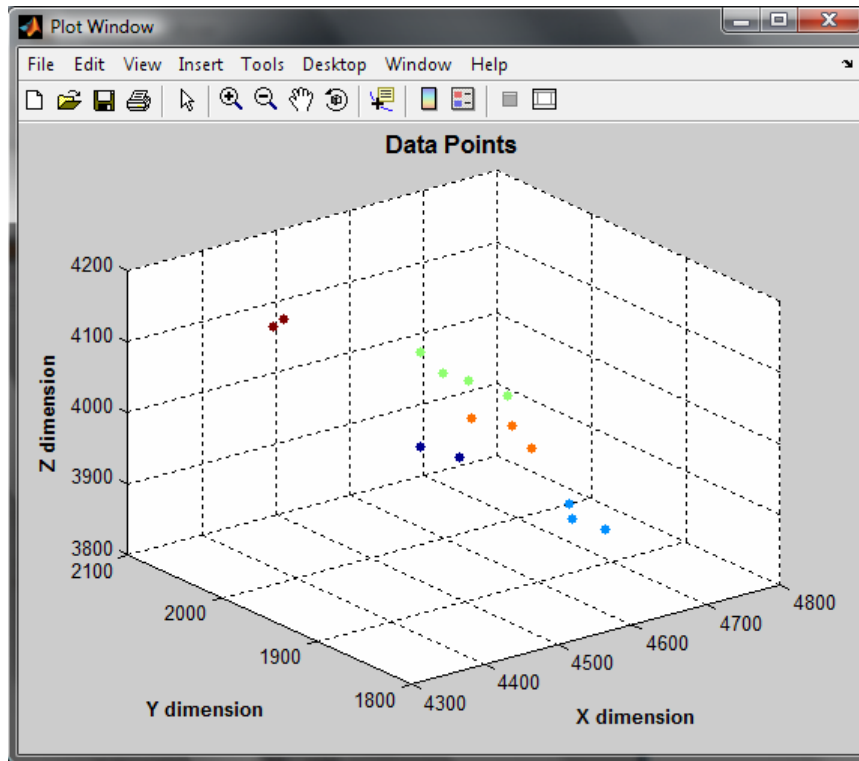 Plot Window
File Edit View Insert Tools Desktop Window Help
Data Points
4200
4100
4000
3900
3800
2100
2000
1900
1800
4300
4400
4500
4600
4700
4800
Z dimension
Y dimension
X dimension